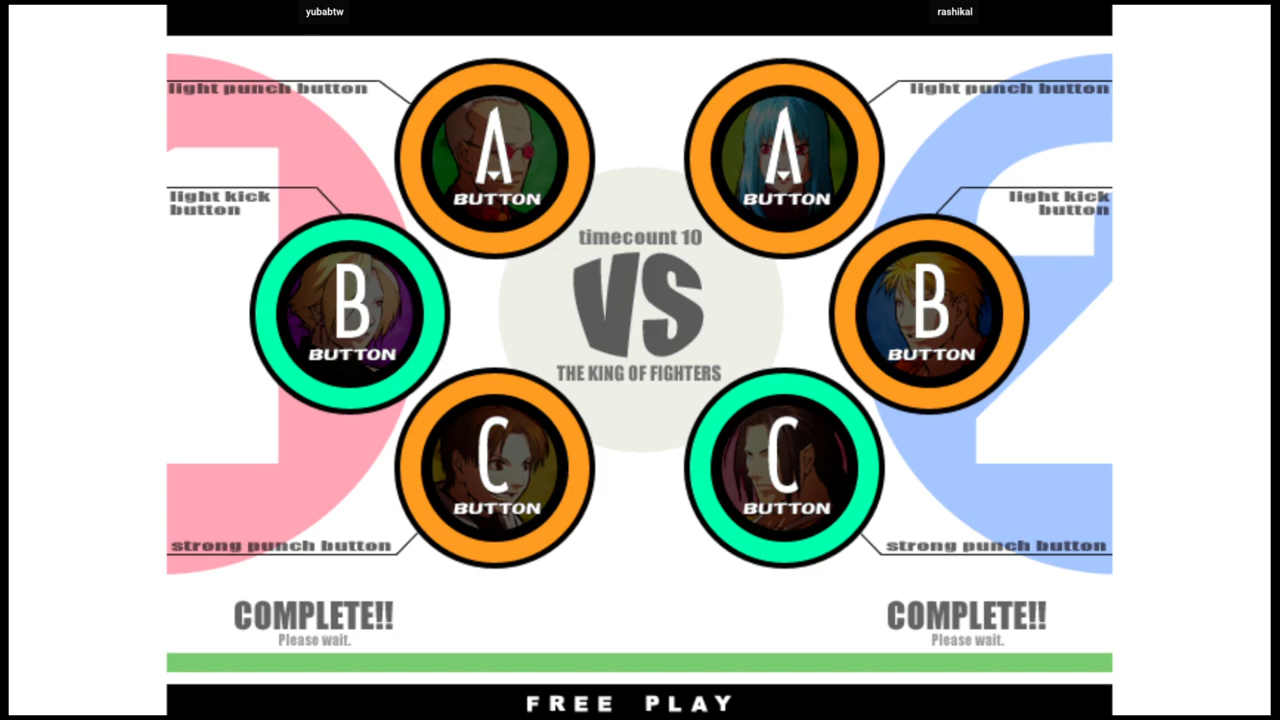 yubabtw
rashikal
light punch button
A
BUTTON
A
BUTTON
light punch button
light kick
button
B
BUTTON
timecount 10
VS
THE KING OF FIGHTERS
light kick
button
B
BUTTON
C
BUTTON
C
BUTTON
strong punch button
strong punch button
COMPLETE!!
Please wait.
COMPLETE!!
Please wait.
FREE PLAY